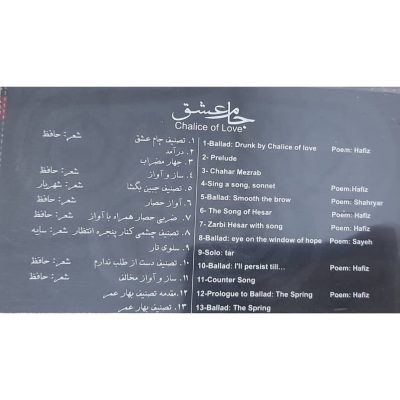 جام عشق
Chalice of Love
۱. تصنیف جام عشق شعر: حافظ
۲. درآمد
۳. چهار مضراب
۴. ساز و آواز شعر: حافظ
۵. تصنیف جبین بگشا شعر: شهریار
۶. آواز حصار شعر: حافظ
۷. ضربی حصار همراه با آواز شعر: حافظ
۸. تصنیف چشمی کنار پنجره انتظار شعر: سایه
۹. سلوی تار
۱۰. تصنیف دست از طلب ندارم شعر: حافظ
۱۱. ساز و آواز مخالف شعر: حافظ
۱۲. مقدمه تصنیف بهار عمر
۱۳. تصنیف بهار عمر شعر: حافظ
1-Ballad: Drunk by Chalice of love Poem: Hafiz
2- Prelude
3- Chahar Mezrab
4-Sing a song, sonnet Poem.Hafiz
5-Ballad: Smooth the brow Poem: Shahryar
6- The Song of Hesar Poem: Hafiz
7- Zarbi Hesar with song Poem: Hafiz
8-Ballad: eye on the window of hope Poem: Sayeh
9-Solo: tar
10-Ballad: I'll persist till... Poem: Hafiz
11-Counter Song
12-Prologue to Ballad: The Spring Poem: Hafiz
13-Ballad: The Spring